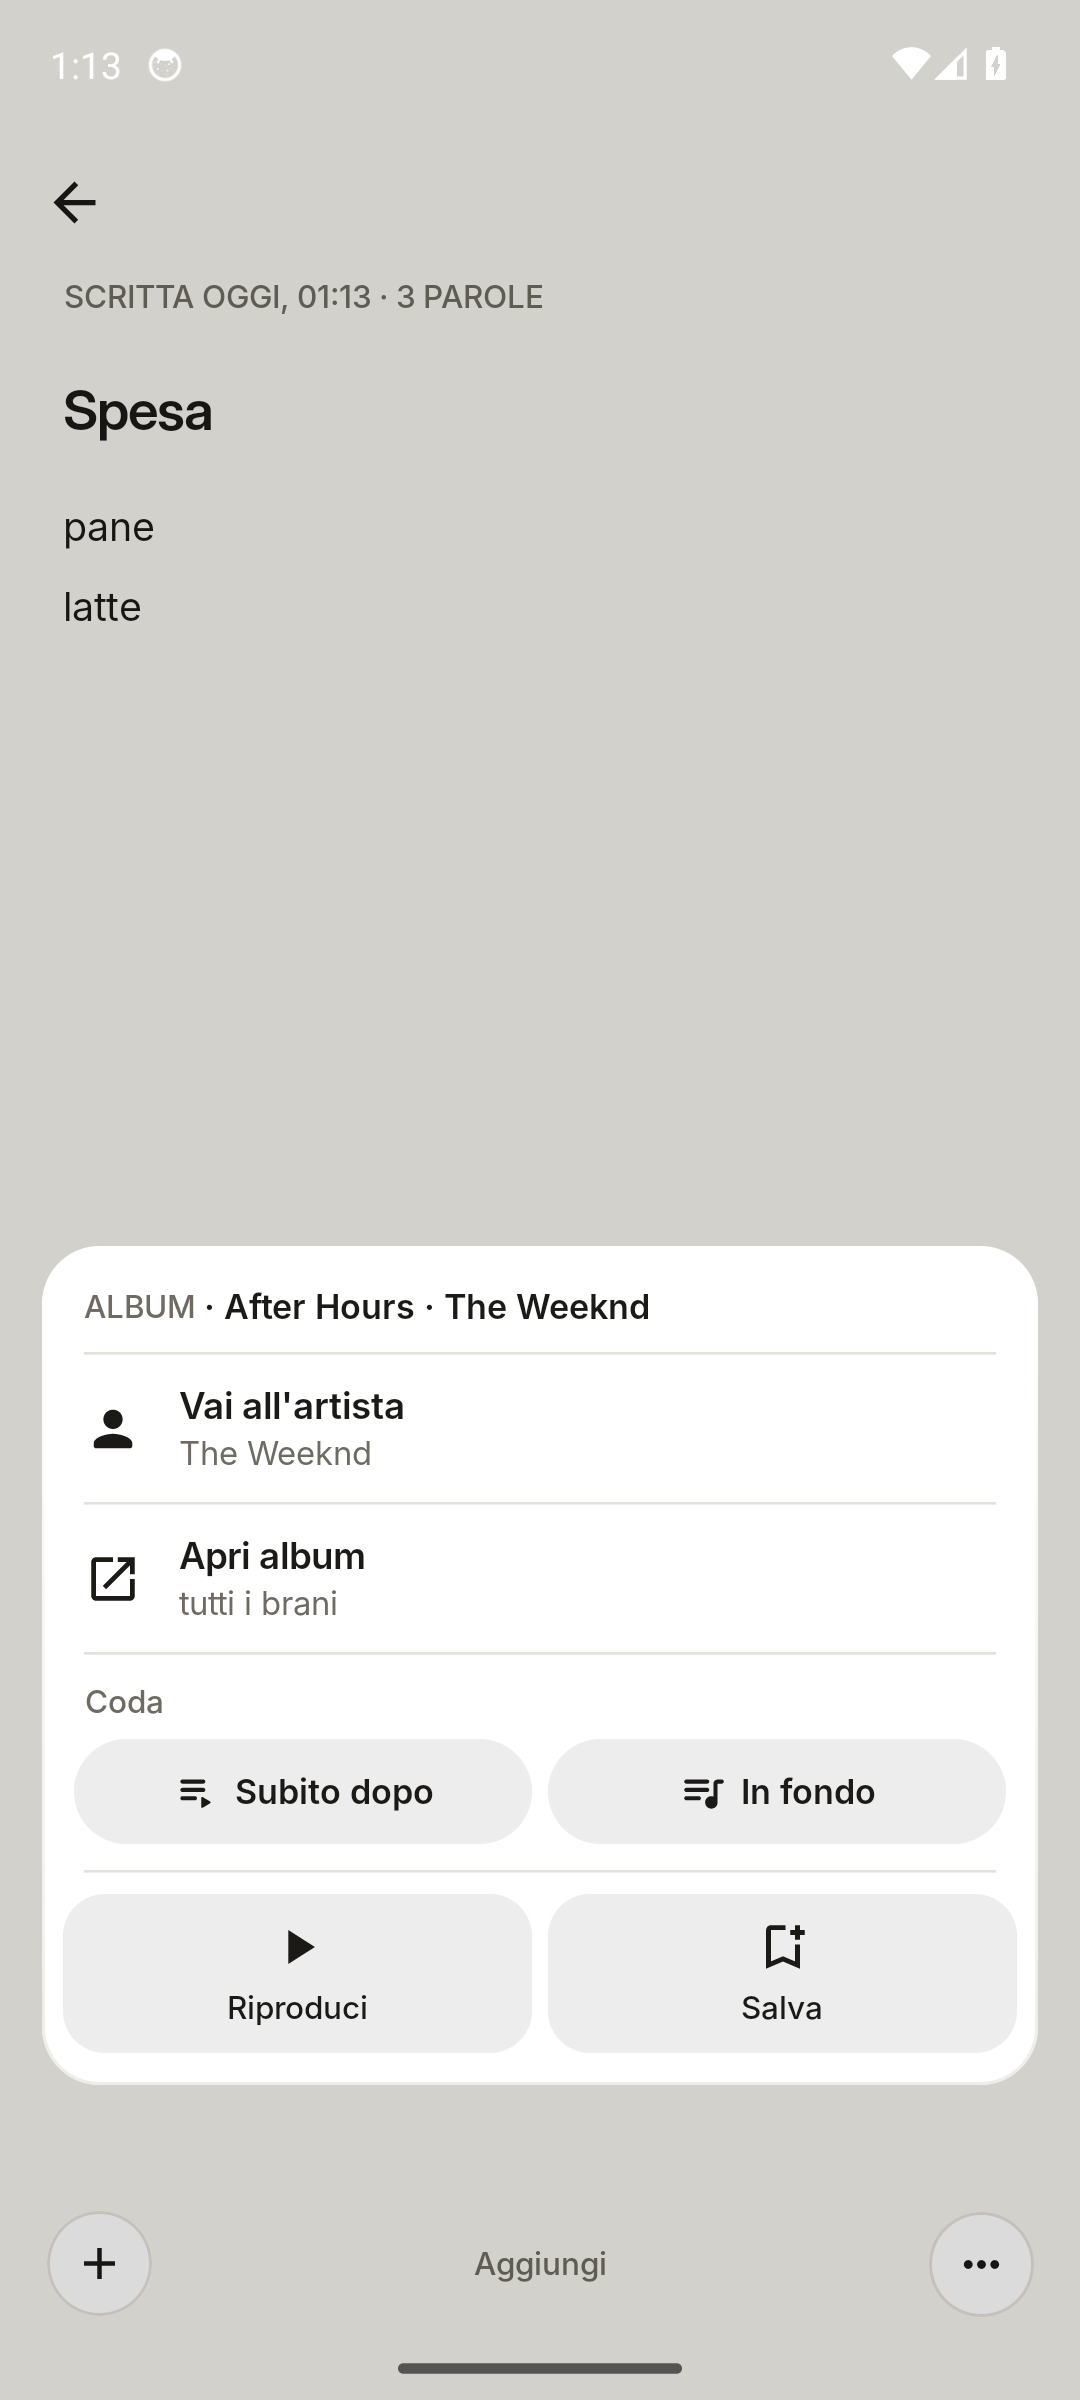 1:13
SCRITTA OGGI, 01:13 · 3 PAROLE
Spesa
pane
latte
ALBUM · After Hours · The Weeknd
Vai all'artista
The Weeknd
Apri album
tutti i brani
Coda
Subito dopo
In fondo
Riproduci
Salva
Aggiungi